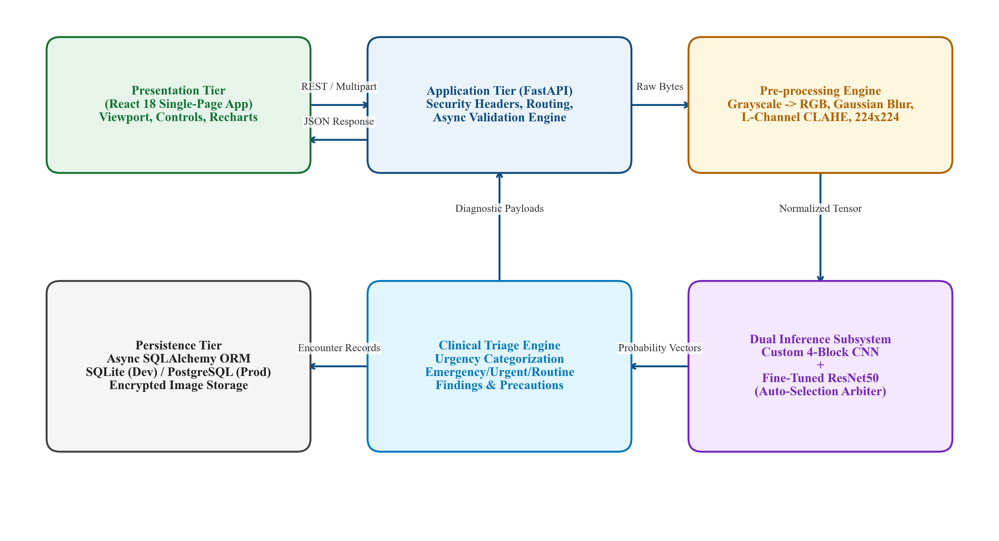 Presentation Tier
(React 18 Single-Page App)
Viewport, Controls, Recharts
REST / Multipart
JSON Response
Application Tier (FastAPI)
Security Headers, Routing,
Async Validation Engine
Raw Bytes
Pre-processing Engine
Grayscale -> RGB, Gaussian Blur,
L-Channel CLAHE, 224x224
Diagnostic Payloads
Normalized Tensor
Persistence Tier
Async SQLAlchemy ORM
SQLite (Dev) / PostgreSQL (Prod)
Encrypted Image Storage
Encounter Records
Clinical Triage Engine
Urgency Categorization
Emergency/Urgent/Routine
Findings & Precautions
Probability Vectors
Dual Inference Subsystem
Custom 4-Block CNN
+
Fine-Tuned ResNet50
(Auto-Selection Arbiter)